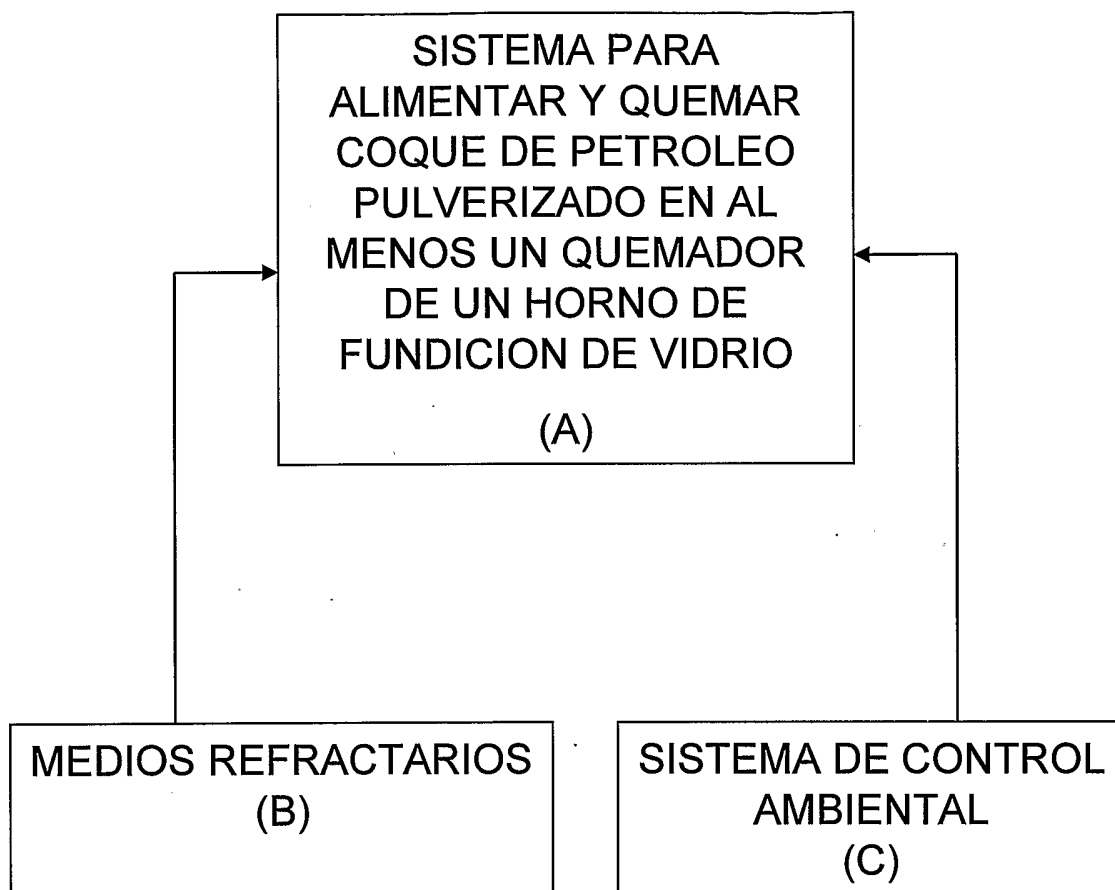 SISTEMA PARA
ALIMENTAR Y QUEMAR
COQUE DE PETROLEO
PULVERIZADO EN AL
MENOS UN QUEMADOR
DE UN HORNO DE
FUNDICION DE VIDRIO
(A)
MEDIOS REFRACTARIOS
(B)
SISTEMA DE CONTROL
AMBIENTAL
(C)